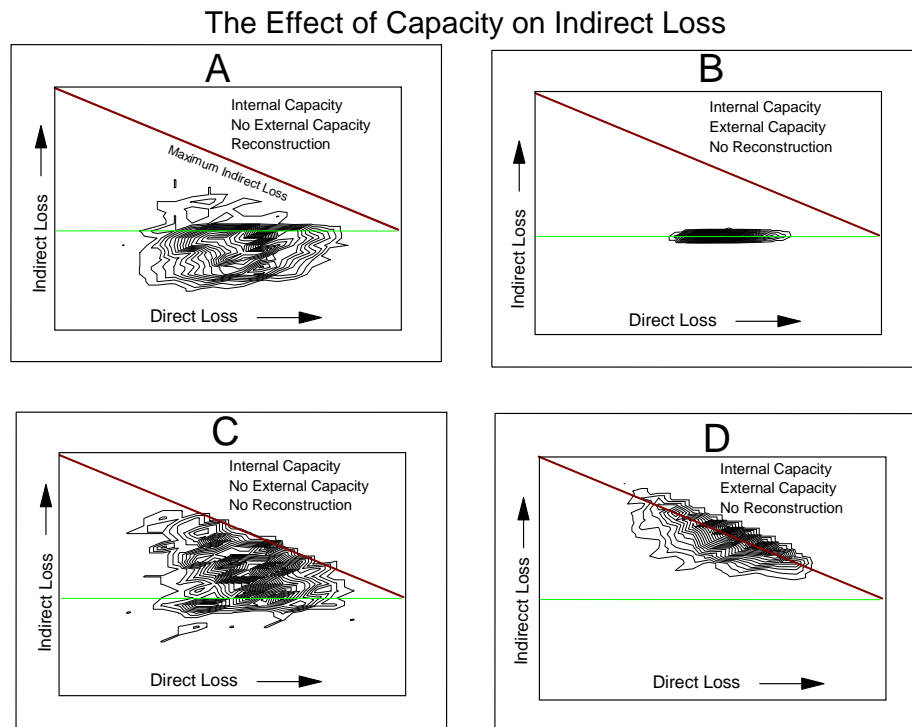 The Effect of Capacity on Indirect Loss
A
Internal Capacity
No External Capacity
Reconstruction
Maximum Indirect Loss
Indirect Loss
Direct Loss
B
Internal Capacity
External Capacity
No Reconstruction
Indirect Loss
Direct Loss
C
Internal Capacity
No External Capacity
No Reconstruction
Indirect Loss
Direct Loss
D
Internal Capacity
External Capacity
No Reconstruction
Indirecct Loss
Direct Loss